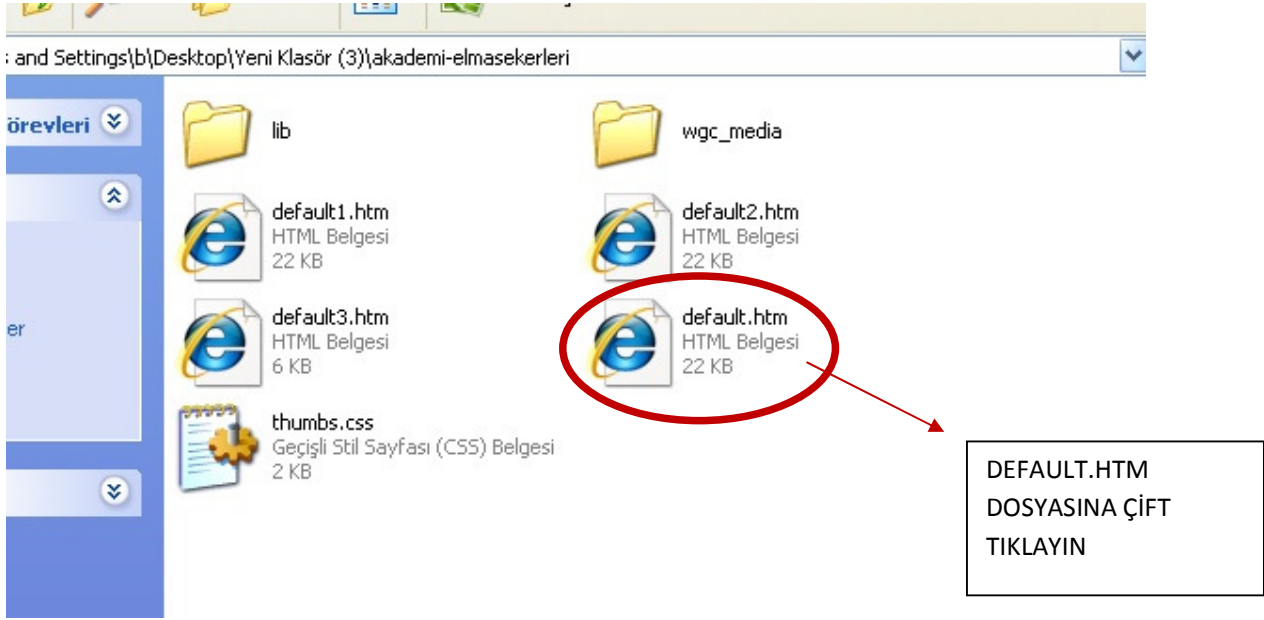 : and Settings\b\Desktop\Yeni Klasör (3)\akademi-elmasekerleri
örevleri
lib
wgc_media
default1.htm
HTML Belgesi
22 KB
default2.htm
HTML Belgesi
22 KB
er
default3.htm
HTML Belgesi
6 KB
default.htm
HTML Belgesi
22 KB
thumbs.css
Geçişli Stil Sayfası (CSS) Belgesi
2 KB
DEFAULT.HTM
DOSYASINA ÇİFT
TIKLAYIN